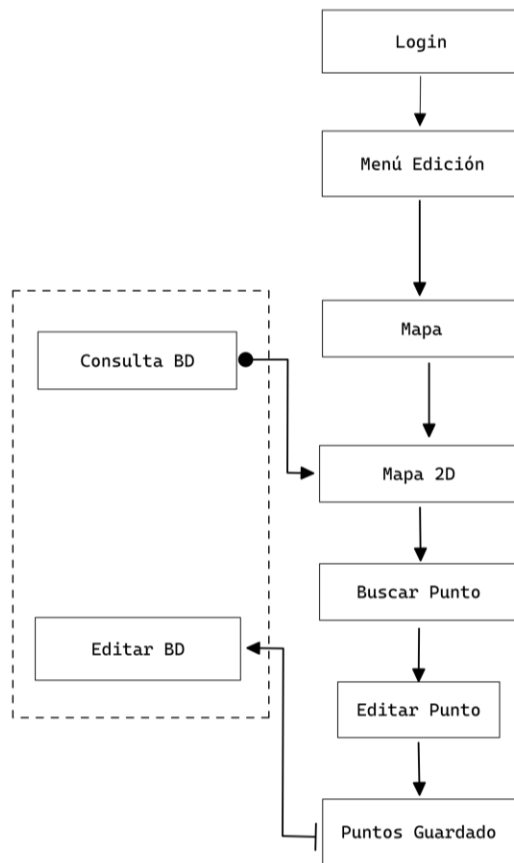 Login
Menú Edición
Mapa
Consulta BD
Mapa 2D
Buscar Punto
Editar BD
Editar Punto
Puntos Guardado